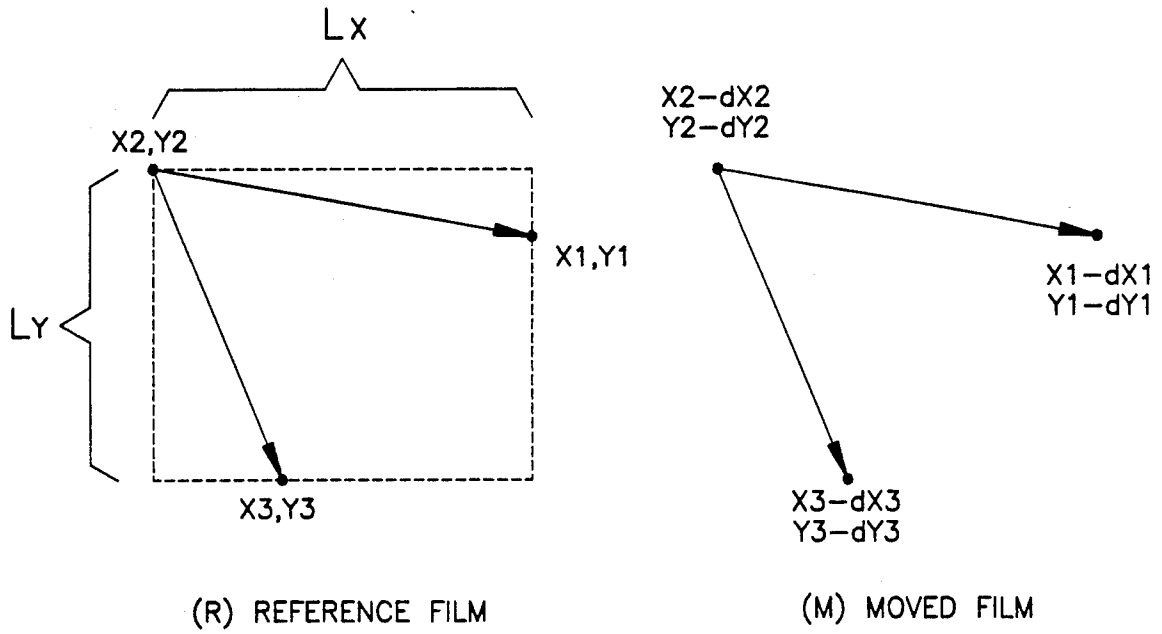 Lx
X2,Y2
X1,Y1
Ly
X3,Y3
(R) REFERENCE FILM
X2-dX2
Y2-dY2
X1-dX1
Y1-dY1
X3-dX3
Y3-dY3
(M) MOVED FILM